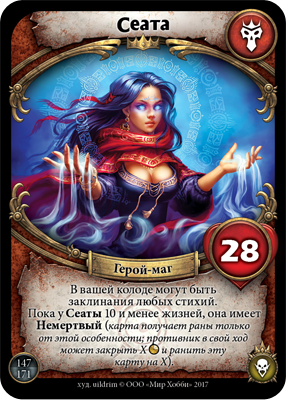 Сеата
28
Герой-маг
В вашей колоде могут быть
заклинания любых стихий.
Пока у Сеаты 10 и менее жизней, она имеет
Немертвый (карта получает раны только
от этой особенности; противник в свой ход
может закрыть X и ранить эту
карту на X).
147
171
худ. uildrim © ООО «Мир Хобби» 2017